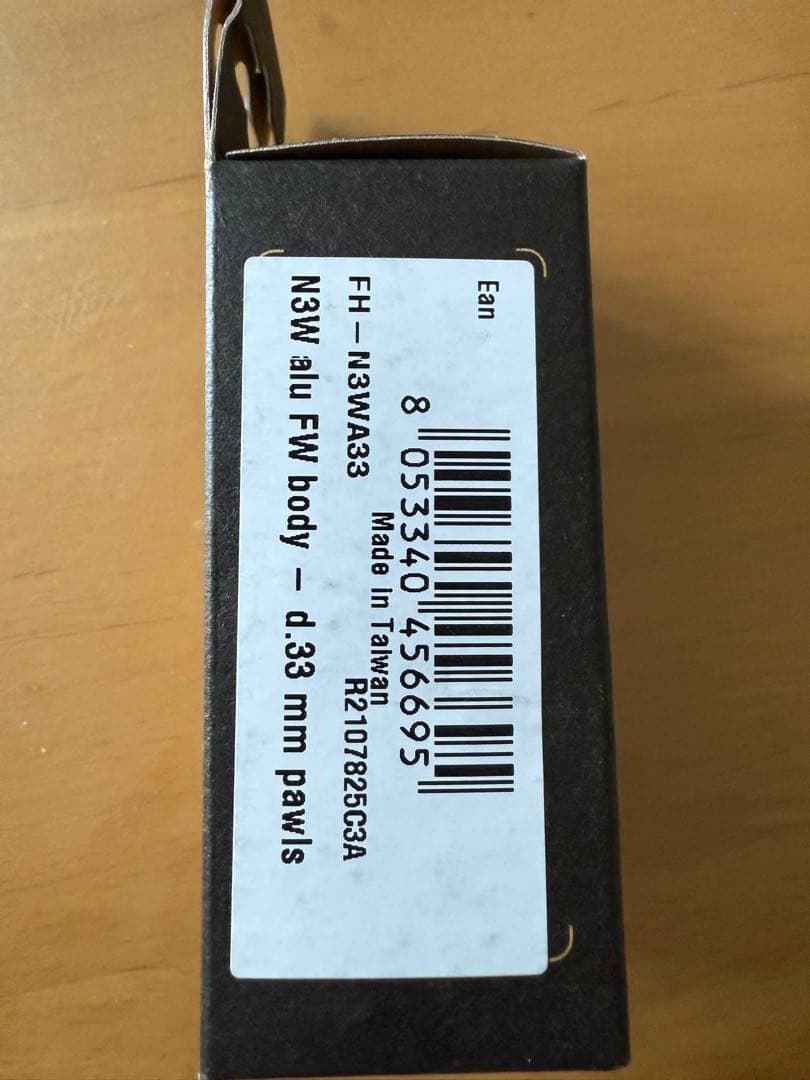 Ean
8 053340 456695
Made in Taiwan
FH-N3WA33 R2107825C3A
N3W alu FW body - d.33 mm pawls